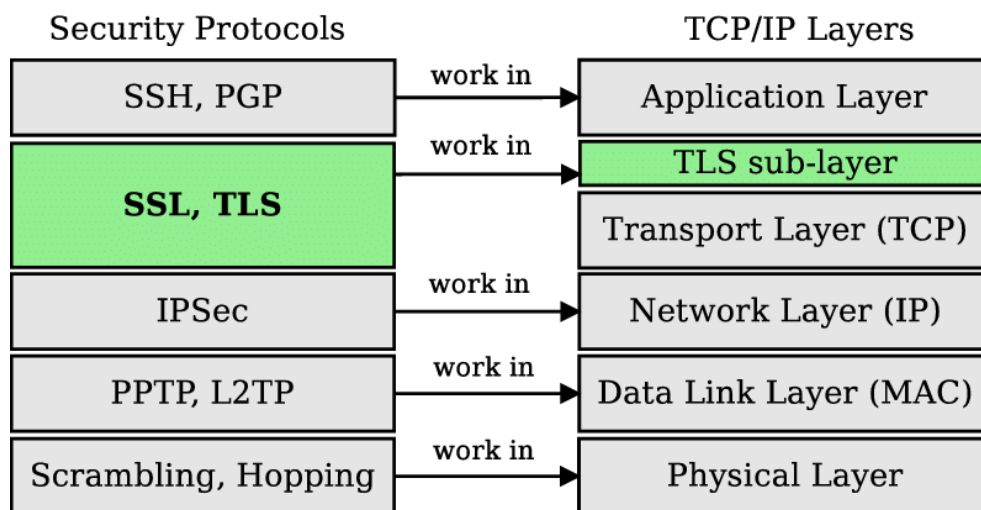 Security Protocols
TCP/IP Layers
SSH, PGP
work in
Application Layer
SSL, TLS
work in
TLS sub-layer
Transport Layer (TCP)
IPSec
work in
Network Layer (IP)
PPTP, L2TP
work in
Data Link Layer (MAC)
Scrambling, Hopping
work in
Physical Layer